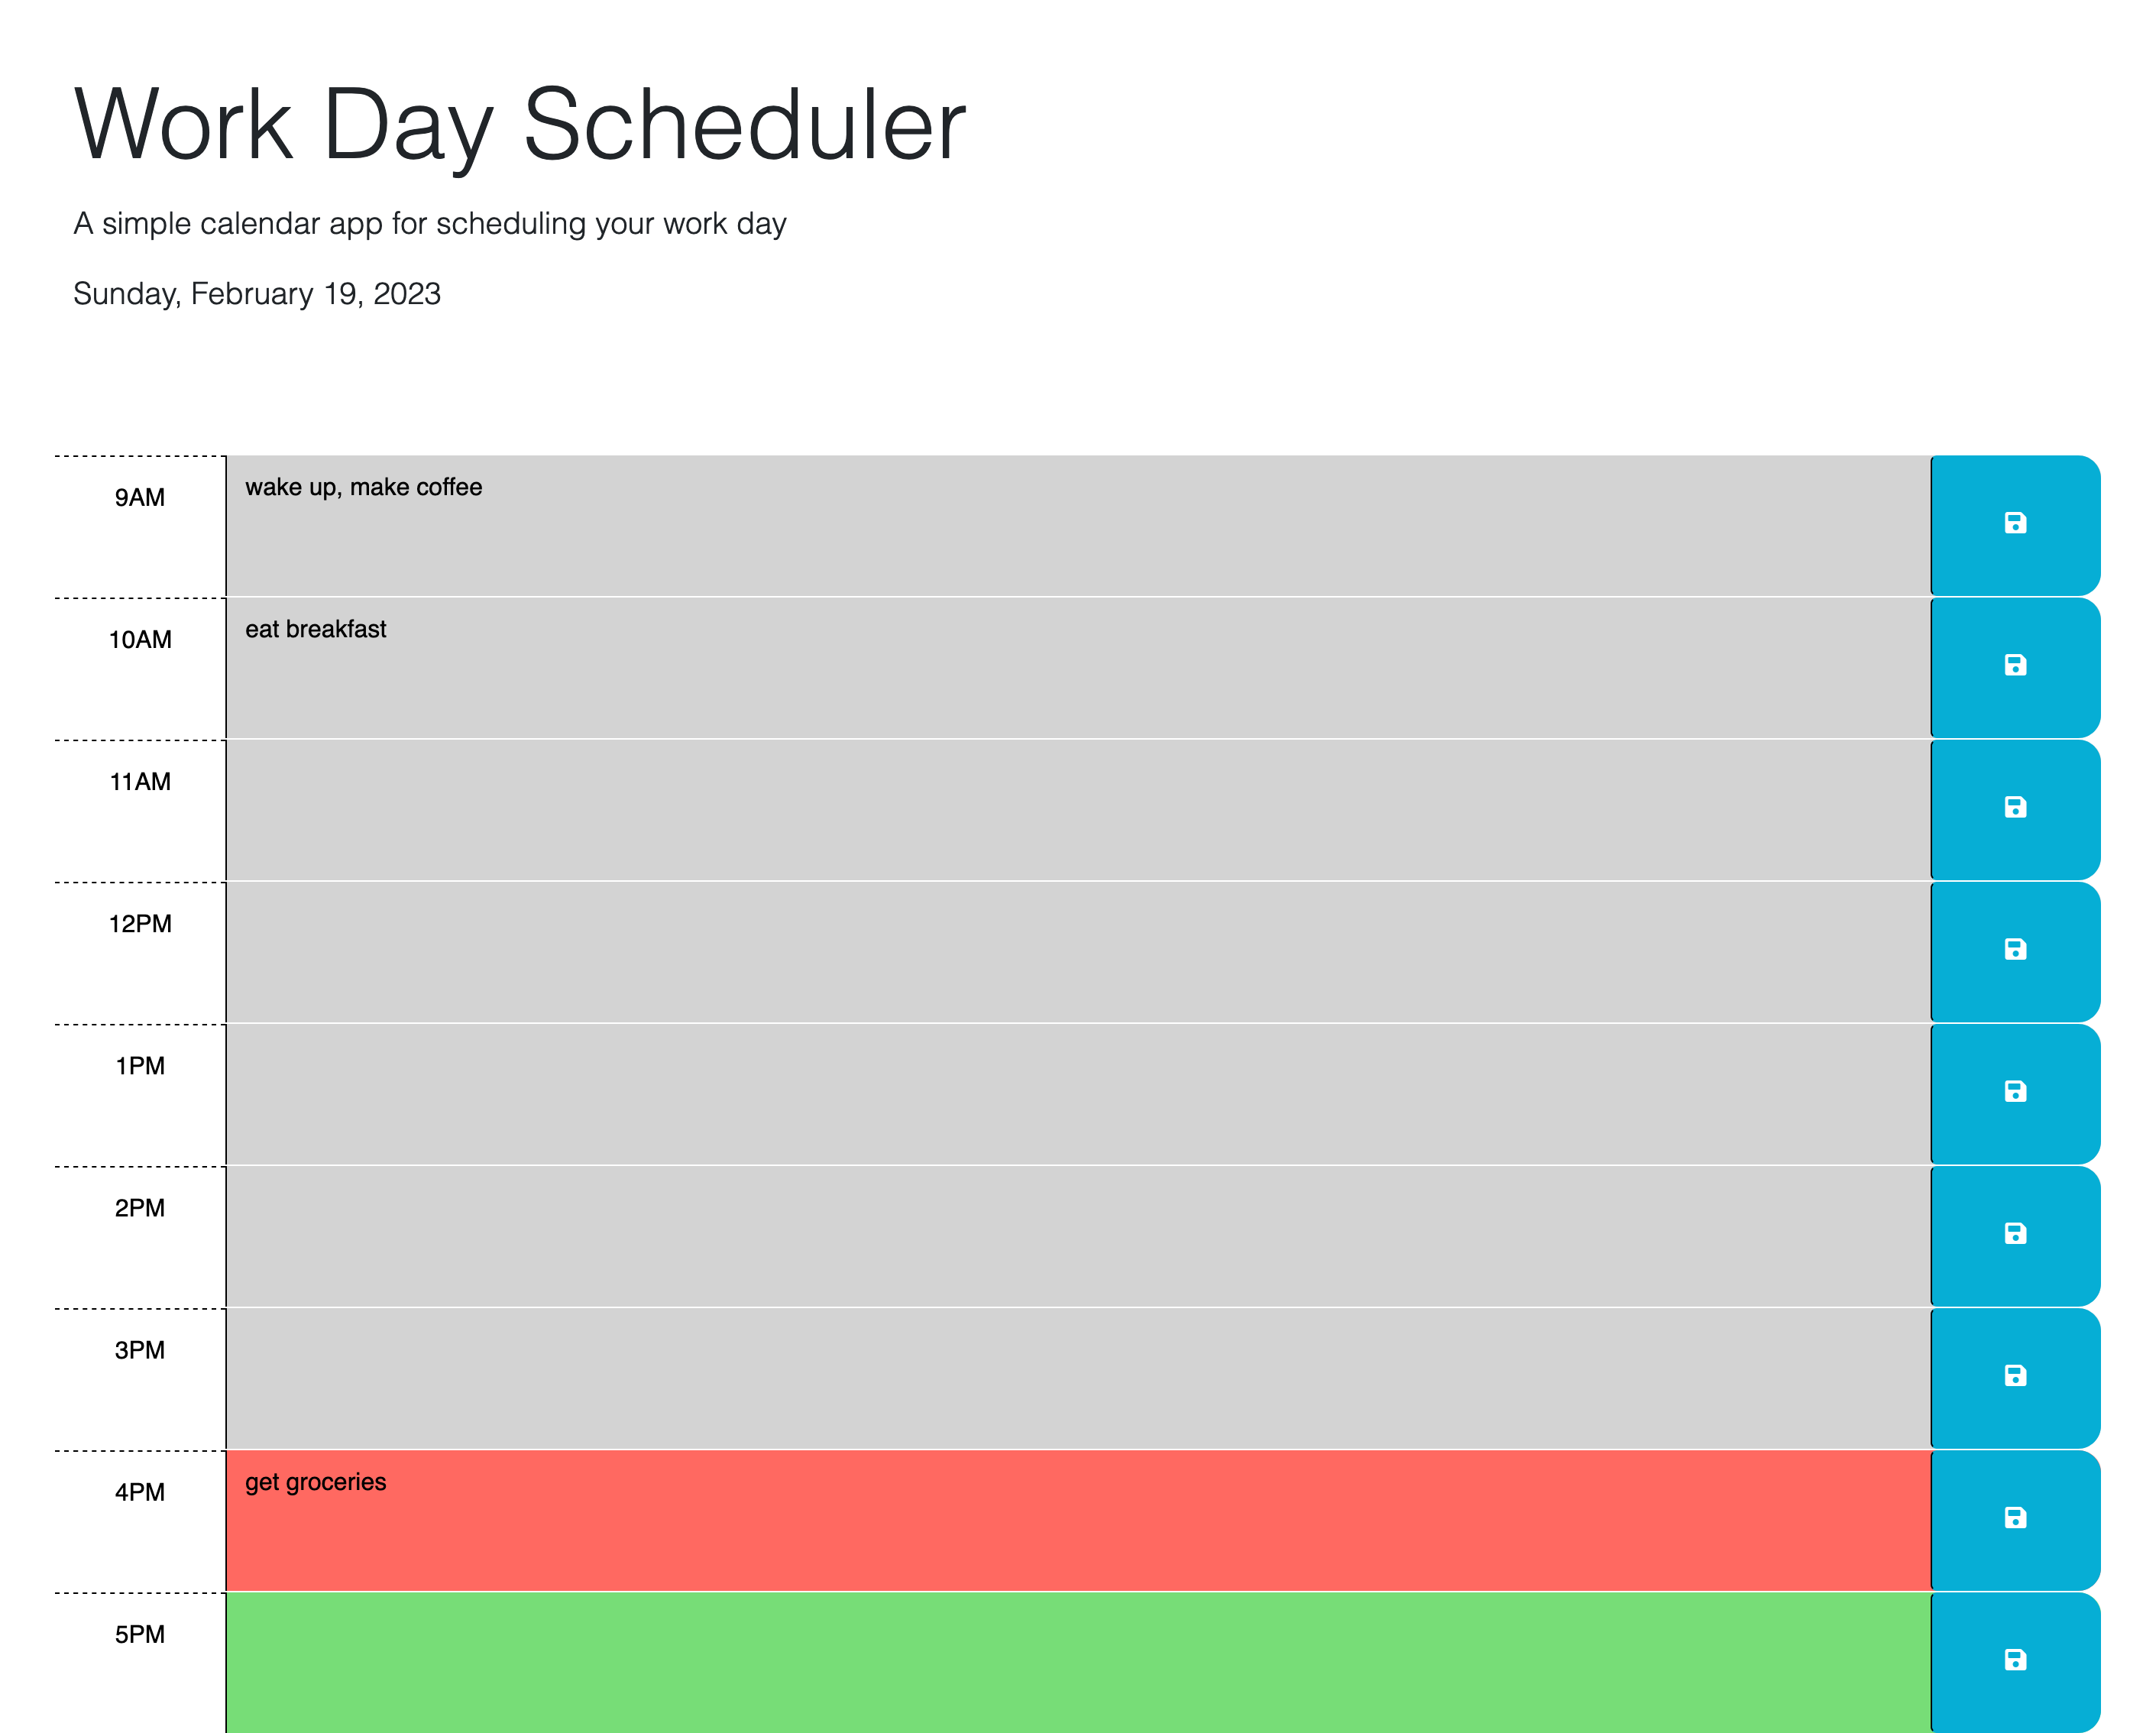 Work Day Scheduler
A simple calendar app for scheduling your work day
Sunday, February 19, 2023
9AM
wake up, make coffee
10AM
eat breakfast
11AM
12PM
1PM
2PM
3PM
4PM
get groceries
5PM